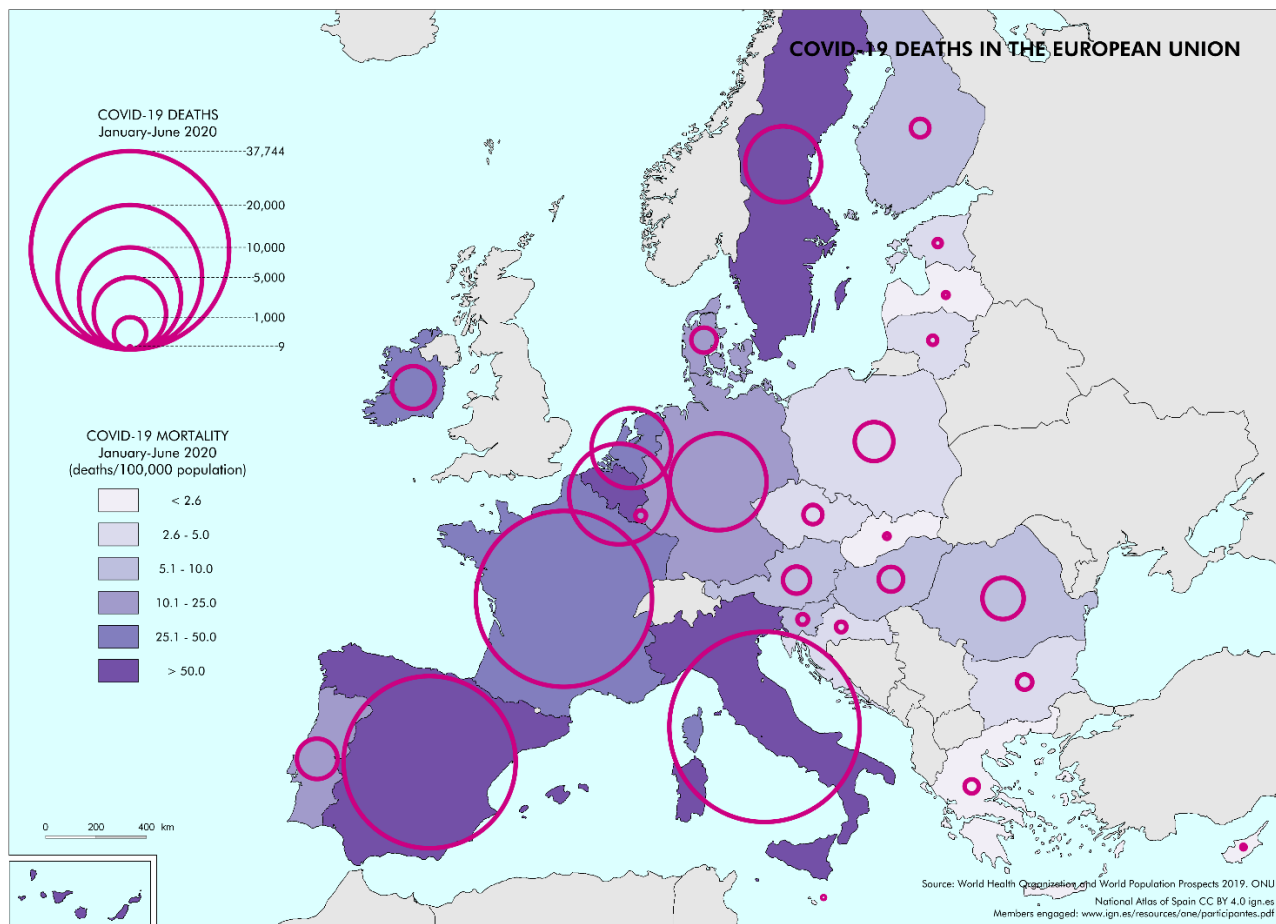 COVID-19 DEATHS IN THE EUROPEAN UNION
COVID-19 DEATHS
January-June 2020
37,744
20,000
10,000
5,000
1,000
9
COVID-19 MORTALITY
January-June 2020
(deaths/100,000 population)
< 2.6
2.6 - 5.0
5.1 - 10.0
10.1 - 25.0
25.1 - 50.0
> 50.0
0 200 400 km
Source: World Health Organization and World Population Prospects 2019. ONU
National Atlas of Spain CC BY 4.0 ign.es
Members engaged: www.ign.es/resources/ane/participantes.pdf